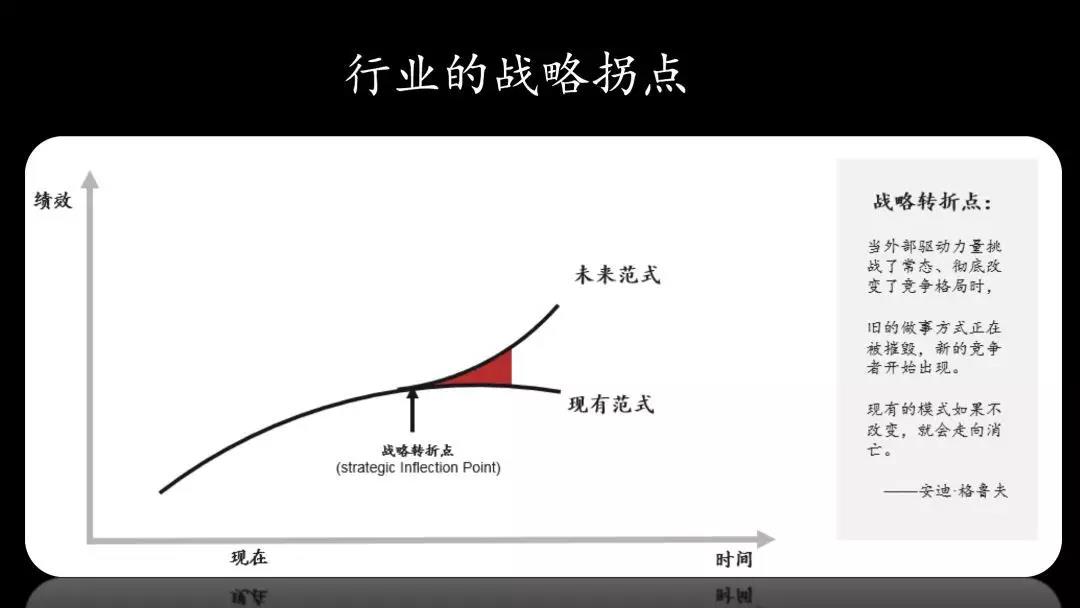 行业的战略拐点
绩效
未来范式
现有范式
战略转折点
(strategic Inflection Point)
现在
时间
战略转折点：
当外部驱动力量挑
战了常态、彻底改
变了竞争格局时，
旧的做事方式正在
被摧毁，新的竞争
者开始出现。
现有的模式如果不
改变，就会走向消
亡。
——安迪·格鲁夫